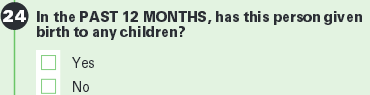 24 In the PAST 12 MONTHS, has this person given
birth to any children?
Yes
No